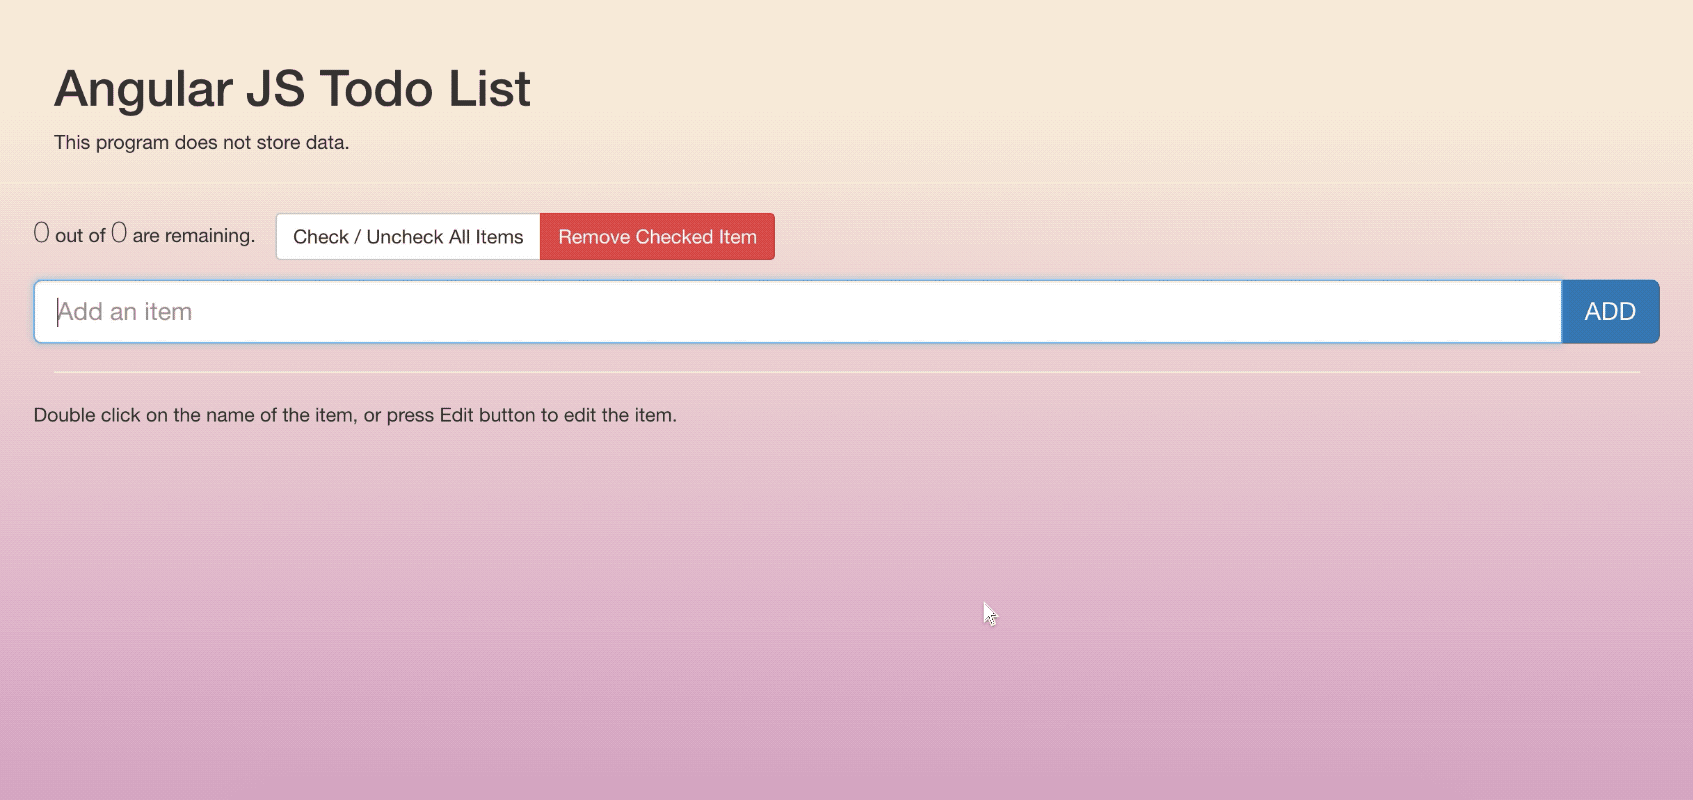 Angular JS Todo List
This program does not store data.
0 out of 0 are remaining. Check / Uncheck All Items Remove Checked Item
Add an item ADD
Double click on the name of the item, or press Edit button to edit the item.